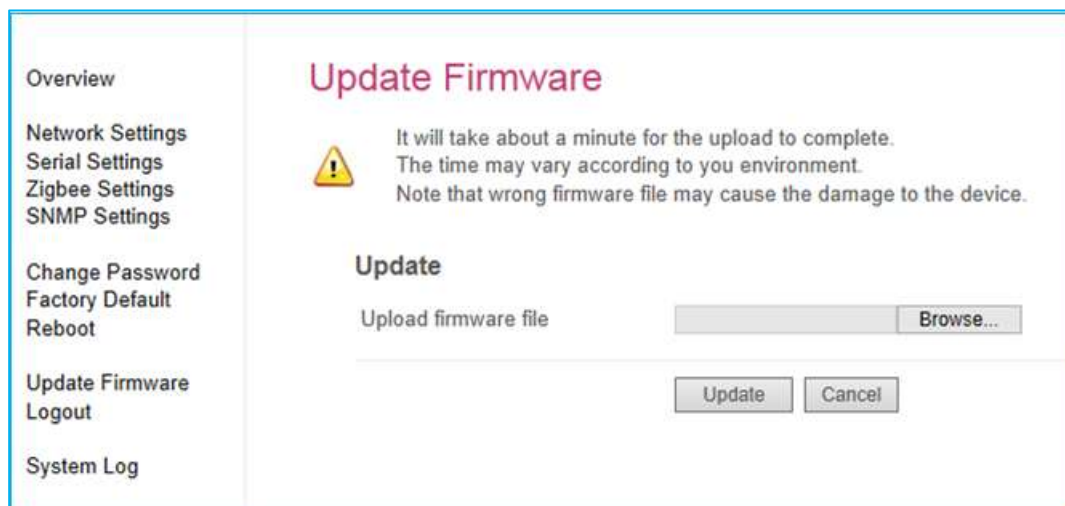 Overview
Network Settings
Serial Settings
Zigbee Settings
SNMP Settings
Change Password
Factory Default
Reboot
Update Firmware
Logout
System Log
Update Firmware
It will take about a minute for the upload to complete.
The time may vary according to you environment.
Note that wrong firmware file may cause the damage to the device.
Update
Upload firmware file Browse...
Update Cancel